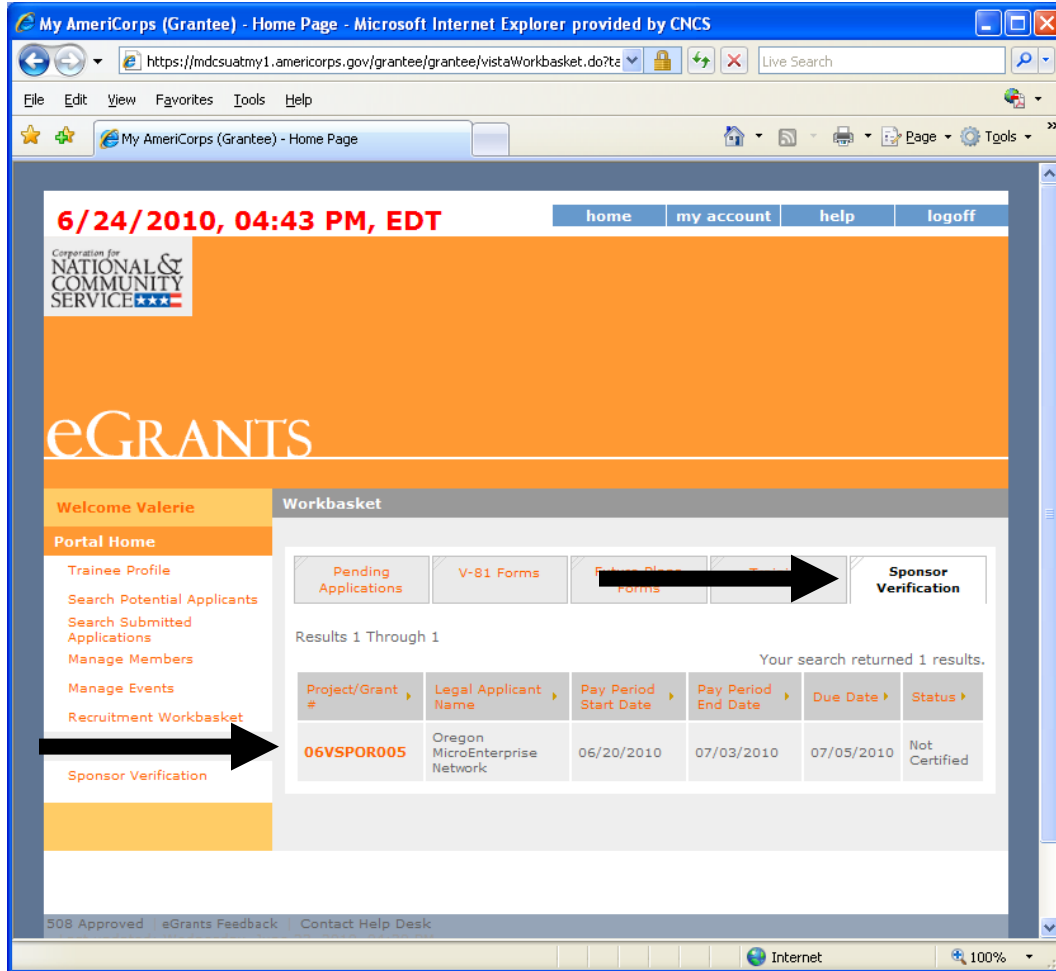 My AmeriCorps (Grantee) - Home Page - Microsoft Internet Explorer provided by CNCS
https://mdcsuatmy1.americorps.gov/grantee/grantee/vistaWorkbasket.do?ta
Live Search
File Edit View Favorites Tools Help
My AmeriCorps (Grantee) - Home Page
Page Tools
6/24/2010, 04:43 PM, EDT
home my account help logoff
Corporation for
NATIONAL &
COMMUNITY
SERVICE
eGRANTS
Welcome Valerie
Workbasket
Portal Home
Trainee Profile
Search Potential Applicants
Search Submitted
Applications
Manage Members
Manage Events
Recruitment Workbasket
Sponsor Verification
Pending
Applications
V-81 Forms
Forms
Sponsor
Verification
Results 1 Through 1
Your search returned 1 results.
Project/Grant
#
Legal Applicant
Name
Pay Period
Start Date
Pay Period
End Date
Due Date
Status
06VSPOR005
Oregon
MicroEnterprise
Network
06/20/2010
07/03/2010
07/05/2010
Not
Certified
508 Approved eGrants Feedback Contact Help Desk
Internet
100%